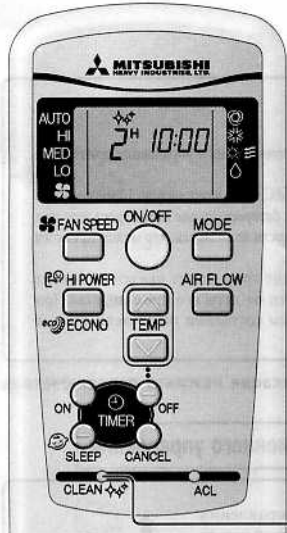 MITSUBISHI
HEAVY INDUSTRIES, LTD.
AUTO
HI
MED
LO
2H 10:00
FAN SPEED
ON/OFF
MODE
HI POWER
ECONO
eco
AIR FLOW
TEMP
ON
OFF
TIMER
SLEEP
CANCEL
CLEAN
ACL